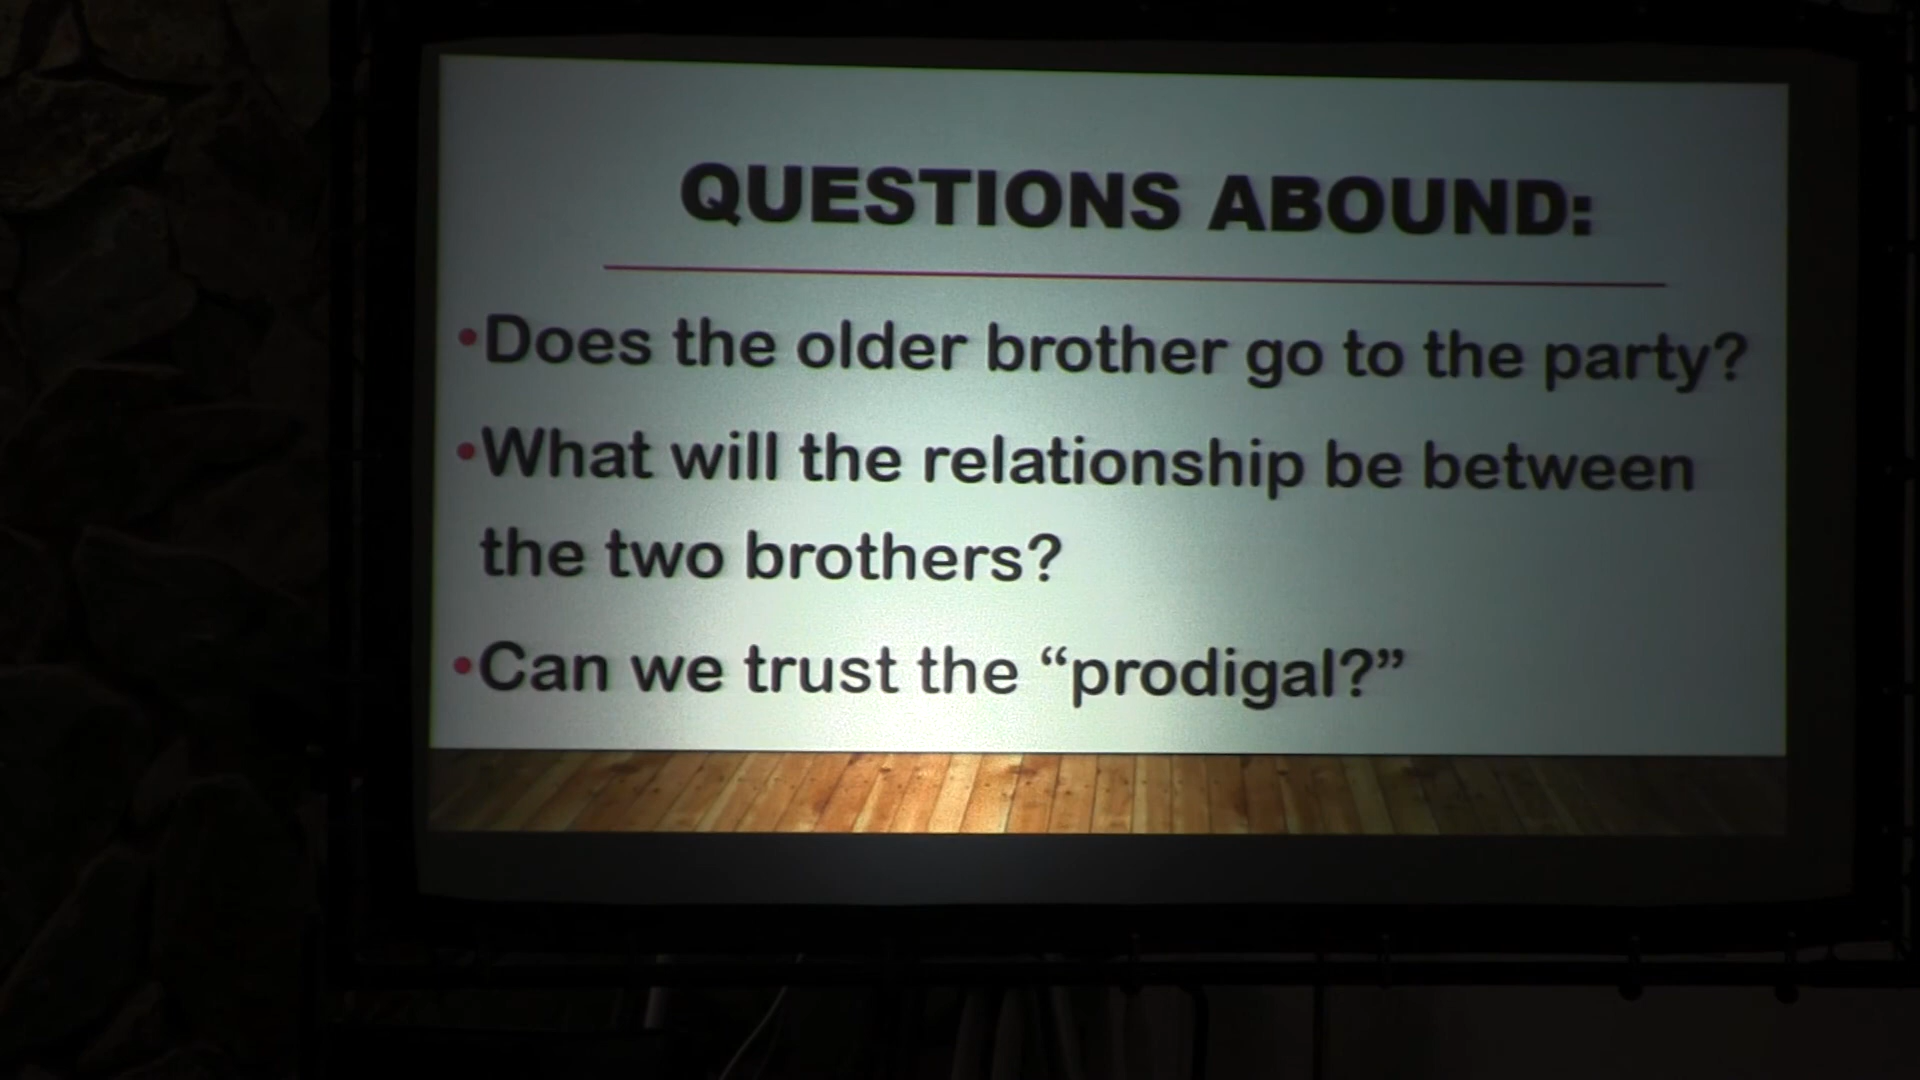 QUESTIONS ABOUND:
•Does the older brother go to the party?
•What will the relationship be between
the two brothers?
•Can we trust the “prodigal?”